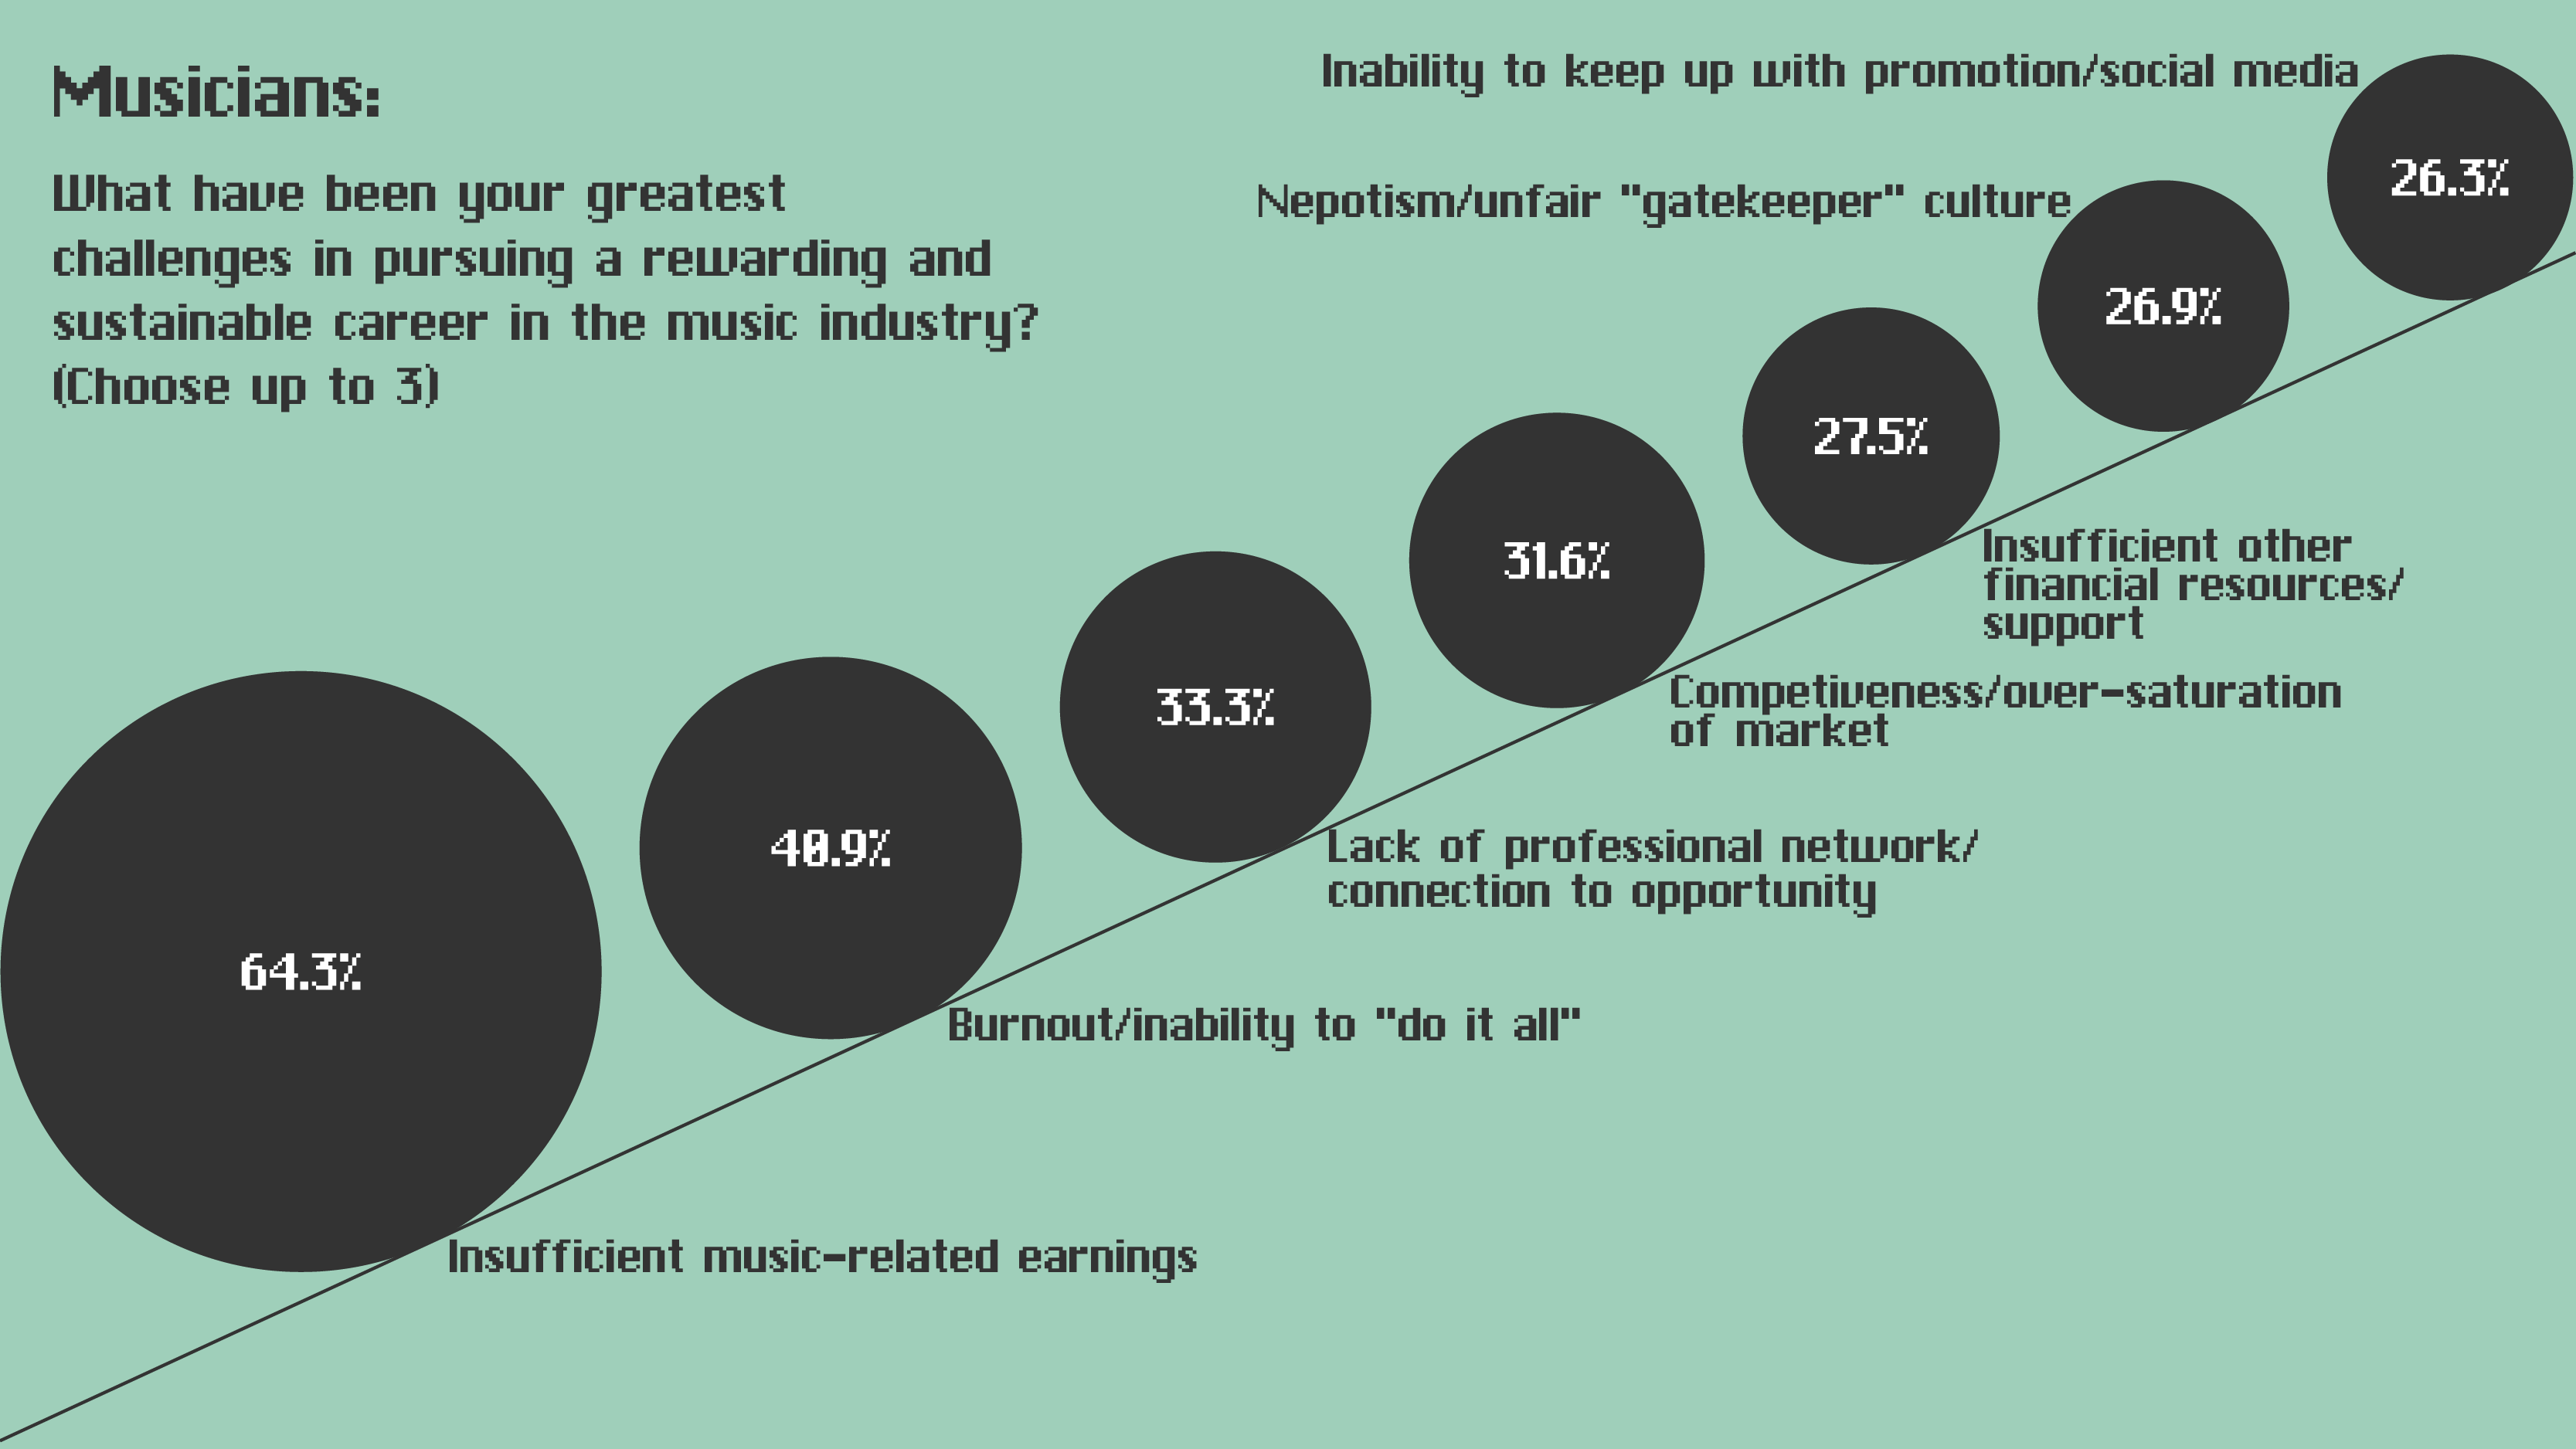 Musicians:
What have been your greatest
challenges in pursuing a rewarding and
sustainable career in the music industry?
(Choose up to 3)
Inability to keep up with promotion/social media
26.3%
Nepotism/unfair "gatekeeper" culture
26.9%
27.5%
Insufficient other
financial resources/
support
31.6%
Competiveness/over-saturation
of market
33.3%
Lack of professional network/
connection to opportunity
40.9%
Burnout/inability to "do it all"
64.3%
Insufficient music-related earnings